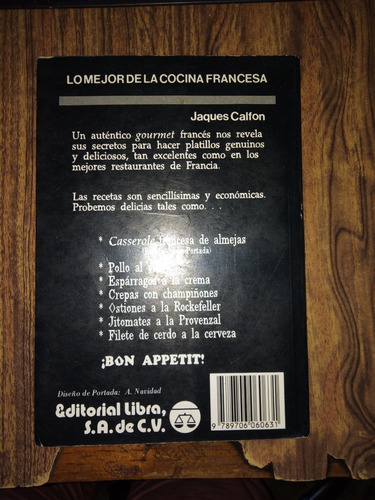 LO MEJOR DE LA COCINA FRANCESA
Jaques Calfon
Un auténtico gourmet francés nos revela
sus secretos para hacer platillos genuinos
y deliciosos, tan excelentes como en los
mejores restaurantes de Francia.
Las recetas son sencillísimas y económicas.
Probemos delicias tales como. . .
* Casserole francesa de almejas
Portada)
* Pollo al
* Espárragos a la crema
* Crepas con champiñones
* Ostiones a la Rockefeller
* Jitomates a la Provenzal
* Filete de cerdo a la cerveza
¡BON APPETIT!
Diseño de Portada: A. Navidad
Editorial Libra,
S.A. de C.V.
9 789706 060631